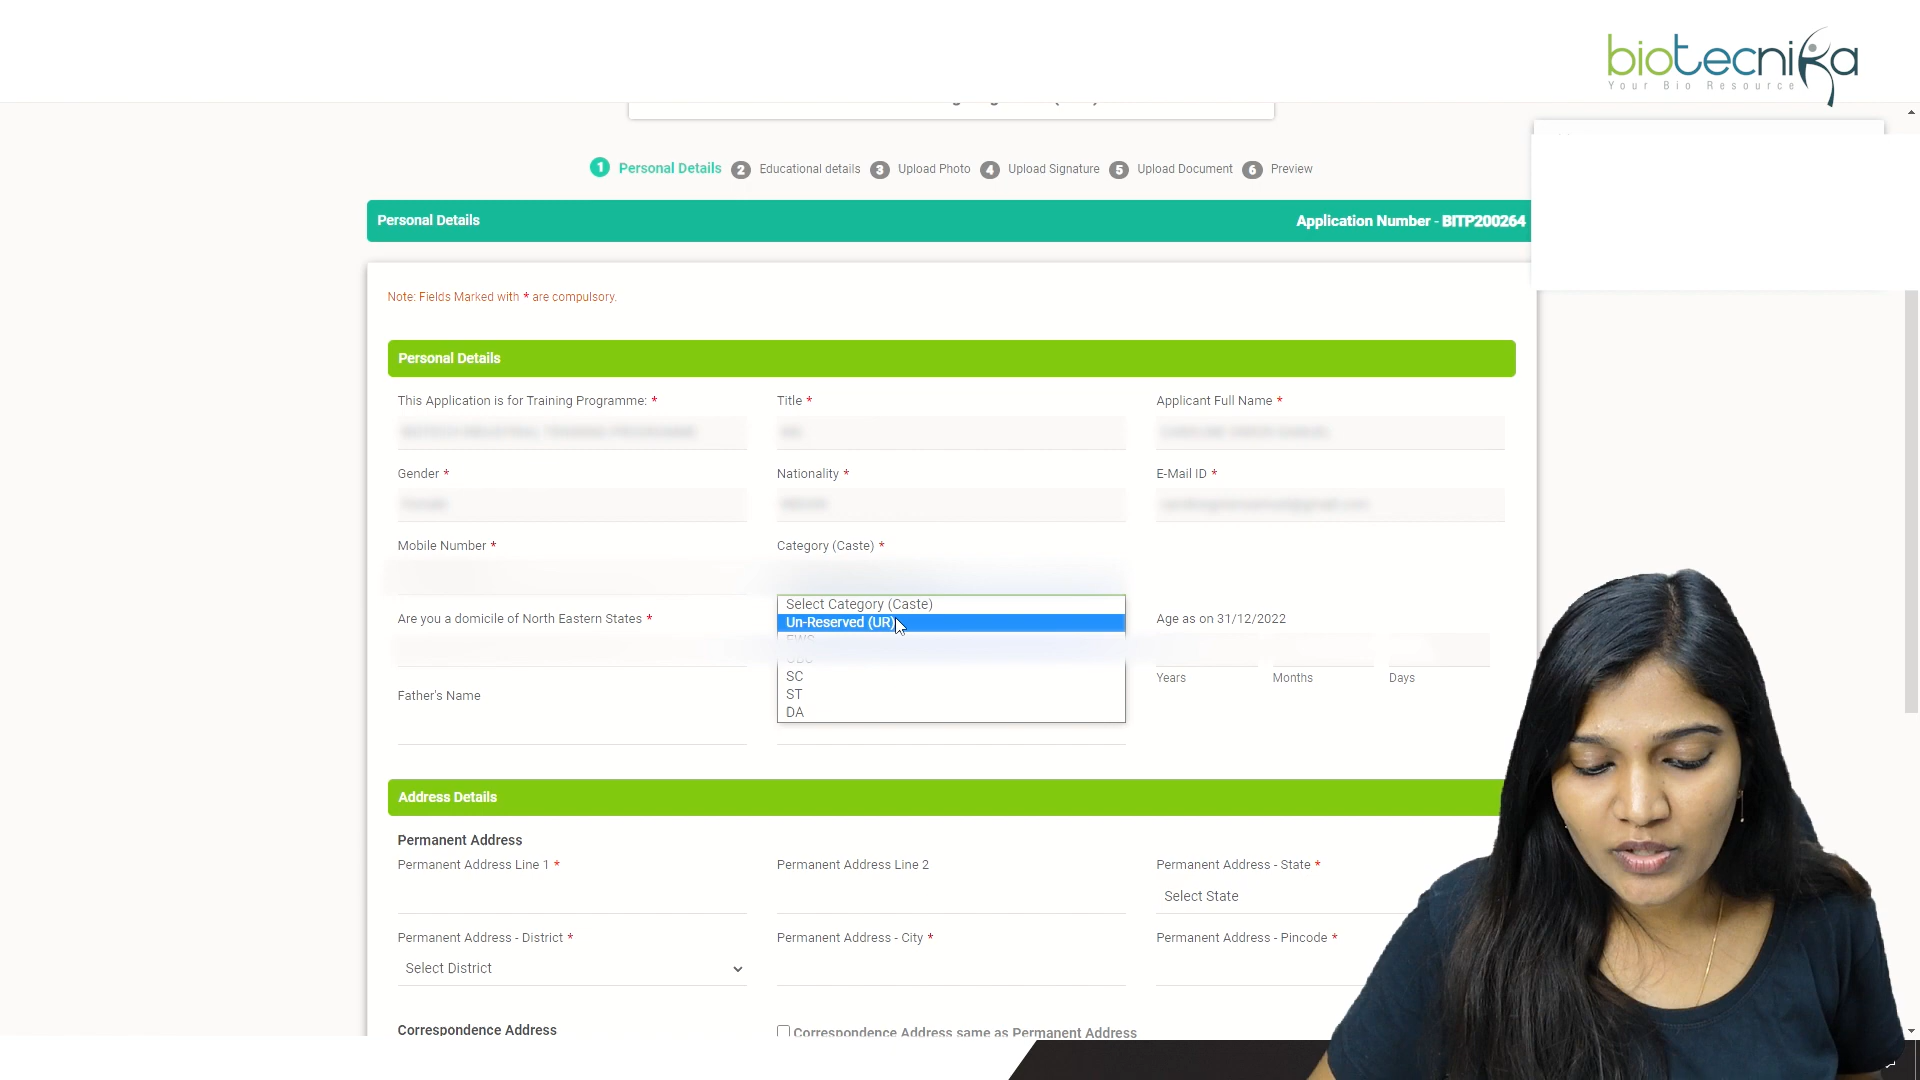 biotecnika
Your Bio Resource
1 Personal Details 2 Educational details 3 Upload Photo 4 Upload Signature 5 Upload Document 6 Preview
Personal Details
Application Number - BITP200264
Note: Fields Marked with * are compulsory.
Personal Details
This Application is for Training Programme: *
Title *
Applicant Full Name *
Gender *
Nationality *
E-Mail ID *
Mobile Number *
Category (Caste) *
Select Category (Caste)
Un-Reserved (UR)
EWS
OBC
SC
ST
DA
Are you a domicile of North Eastern States *
Age as on 31/12/2022
Years
Months
Days
Father's Name
Address Details
Permanent Address
Permanent Address Line 1 *
Permanent Address Line 2
Permanent Address - State *
Select State
Permanent Address - District *
Permanent Address - City *
Permanent Address - Pincode *
Select District
Correspondence Address
Correspondence Address same as Permanent Address